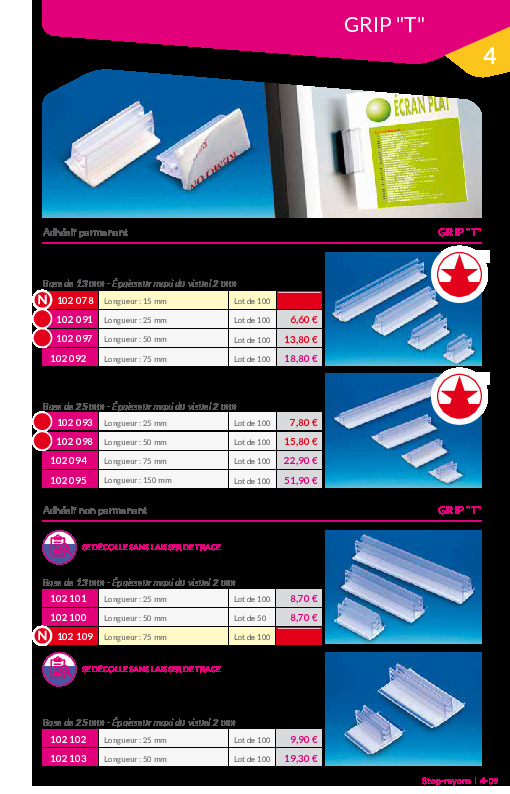 GRIP "T"
4
ÉCRAN PLAT
Adhésif permanent GRIP "T"
Base de 13 mm - Épaisseur maxi du visuel 2 mm
N 102 078 Longueur : 15 mm Lot de 100
102 091 Longueur : 25 mm Lot de 100 6,60 €
102 097 Longueur : 50 mm Lot de 100 13,80 €
102 092 Longueur : 75 mm Lot de 100 18,80 €
Base de 25 mm - Épaisseur maxi du visuel 2 mm
102 093 Longueur : 25 mm Lot de 100 7,80 €
102 098 Longueur : 50 mm Lot de 100 15,80 €
102 094 Longueur : 75 mm Lot de 100 22,90 €
102 095 Longueur : 150 mm Lot de 100 51,90 €
Adhésif non permanent GRIP "T"
SE DÉCOLLE SANS LAISSER DE TRACE
Base de 13 mm - Épaisseur maxi du visuel 2 mm
102 101 Longueur : 25 mm Lot de 100 8,70 €
102 100 Longueur : 50 mm Lot de 50 8,70 €
N 102 109 Longueur : 75 mm Lot de 100
SE DÉCOLLE SANS LAISSER DE TRACE
Base de 25 mm - Épaisseur maxi du visuel 2 mm
102 102 Longueur : 25 mm Lot de 100 9,90 €
102 103 Longueur : 50 mm Lot de 100 19,30 €
Stop-rayons | 4-09